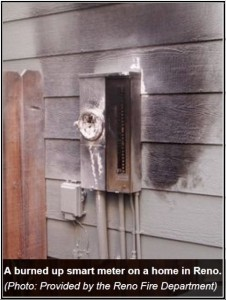 A burned up smart meter on a home in Reno.
(Photo: Provided by the Reno Fire Department)